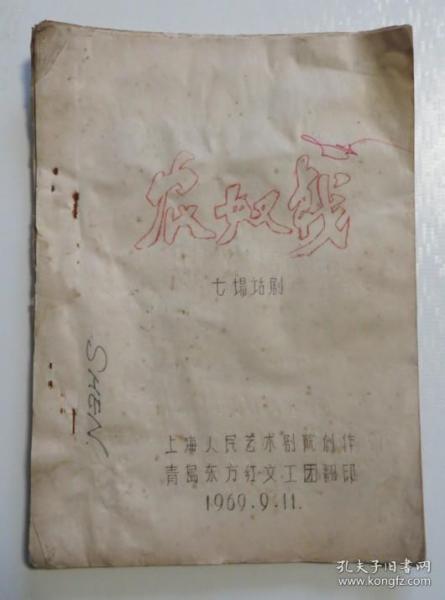 农奴戟
七場话剧
SHEN.
上海人民艺术剧院创作
青島东方红文工团翻印
1969.9.11.
孔夫子旧书网
www.kongfz.com